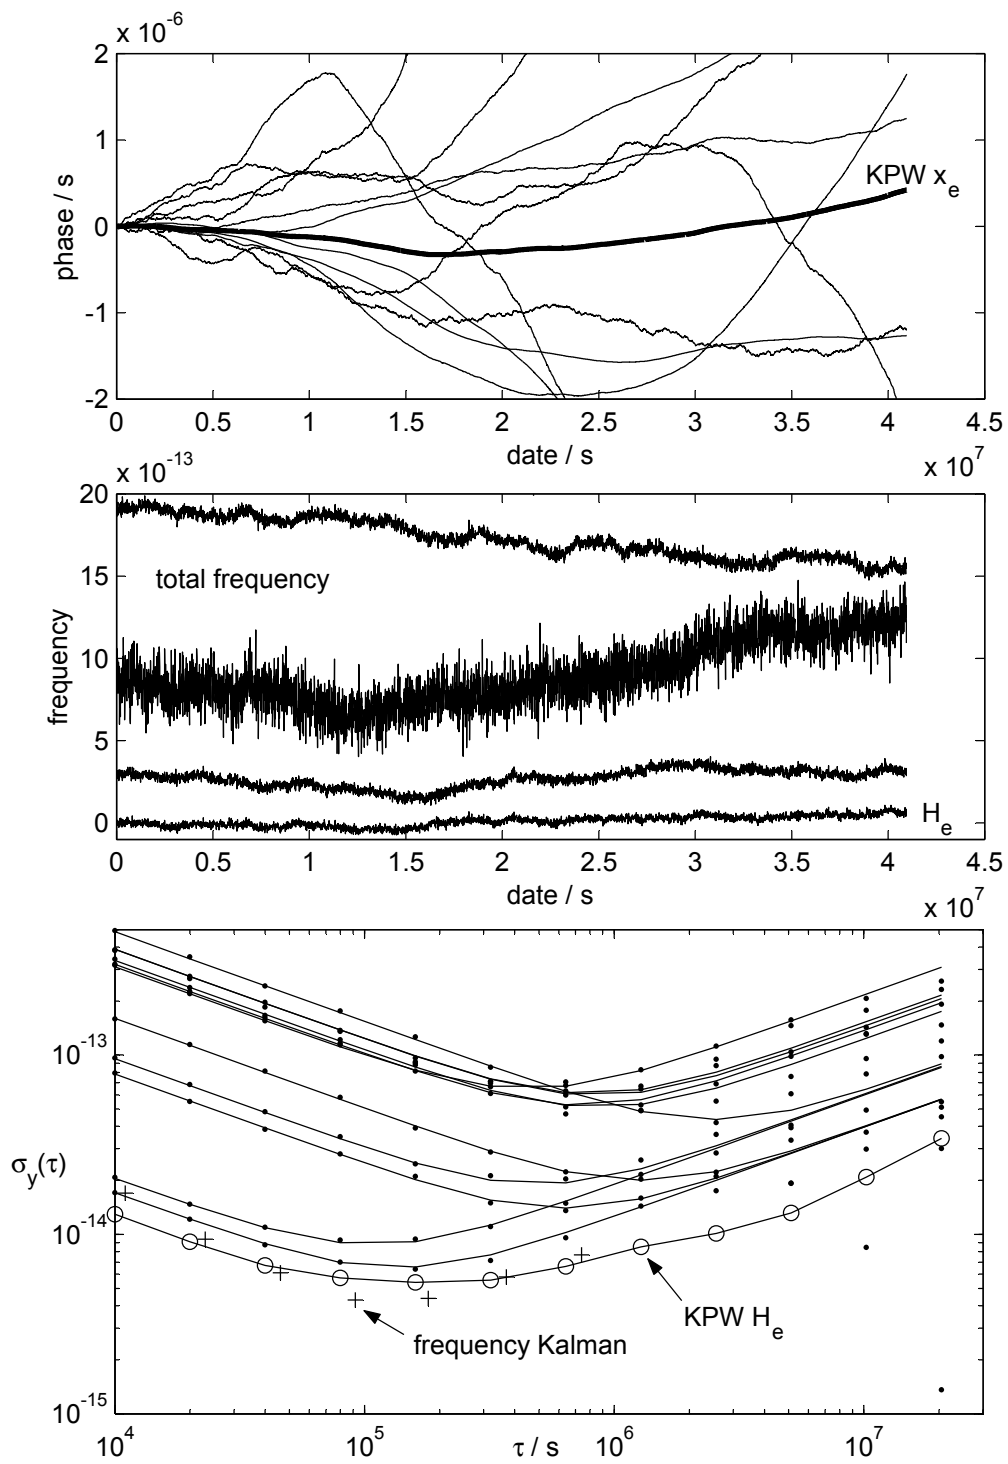 x 10^-6
2
1
0
-1
-2
phase / s
KPW x_e
0 0.5 1 1.5 2 2.5 3 3.5 4 4.5
date / s
x 10^7
x 10^-13
20
15
10
5
0
frequency
total frequency
H_e
0 0.5 1 1.5 2 2.5 3 3.5 4 4.5
date / s
x 10^7
10^-13
10^-14
10^-15
σ_y(τ)
KPW H_e
frequency Kalman
10^4 10^5 10^6 10^7
τ / s